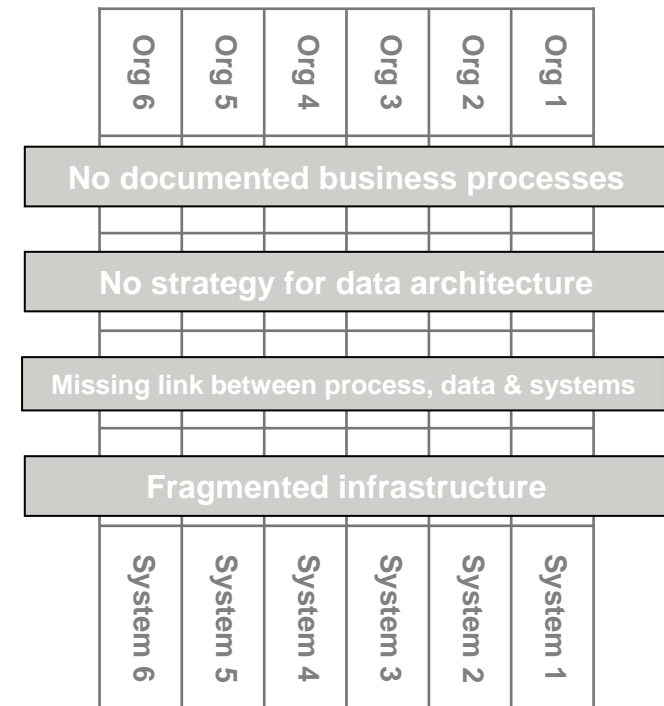 Org 6
Org 5
Org 4
Org 3
Org 2
Org 1
No documented business processes
No strategy for data architecture
Missing link between process, data & systems
Fragmented infrastructure
System 6
System 5
System 4
System 3
System 2
System 1